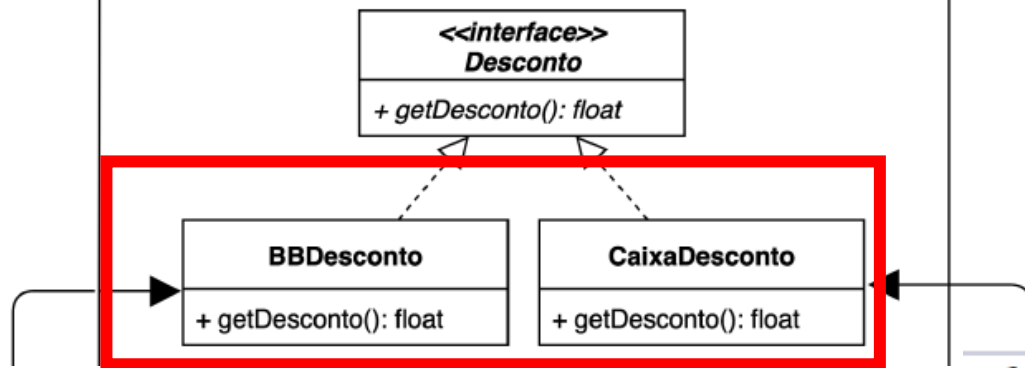 <<interface>>
Desconto
+ getDesconto(): float
BBDesconto
CaixaDesconto
+ getDesconto(): float
+ getDesconto(): float